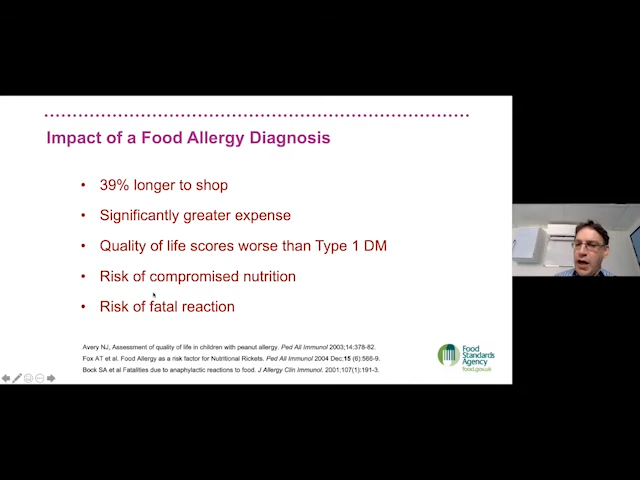 Impact of a Food Allergy Diagnosis
• 39% longer to shop
• Significantly greater expense
• Quality of life scores worse than Type 1 DM
• Risk of compromised nutrition
• Risk of fatal reaction
Avery NJ, Assessment of quality of life in children with peanut allergy. Ped All Immunol 2003;14:378-82.
Fox AT et al. Food Allergy as a risk factor for Nutritional Rickets. Ped All Immunol 2004 Dec;15 (6):566-9.
Bock SA et al Fatalities due to anaphylactic reactions to food. J Allergy Clin Immunol. 2001;107(1):191-3.
Food
Standards
Agency
food.gov.uk